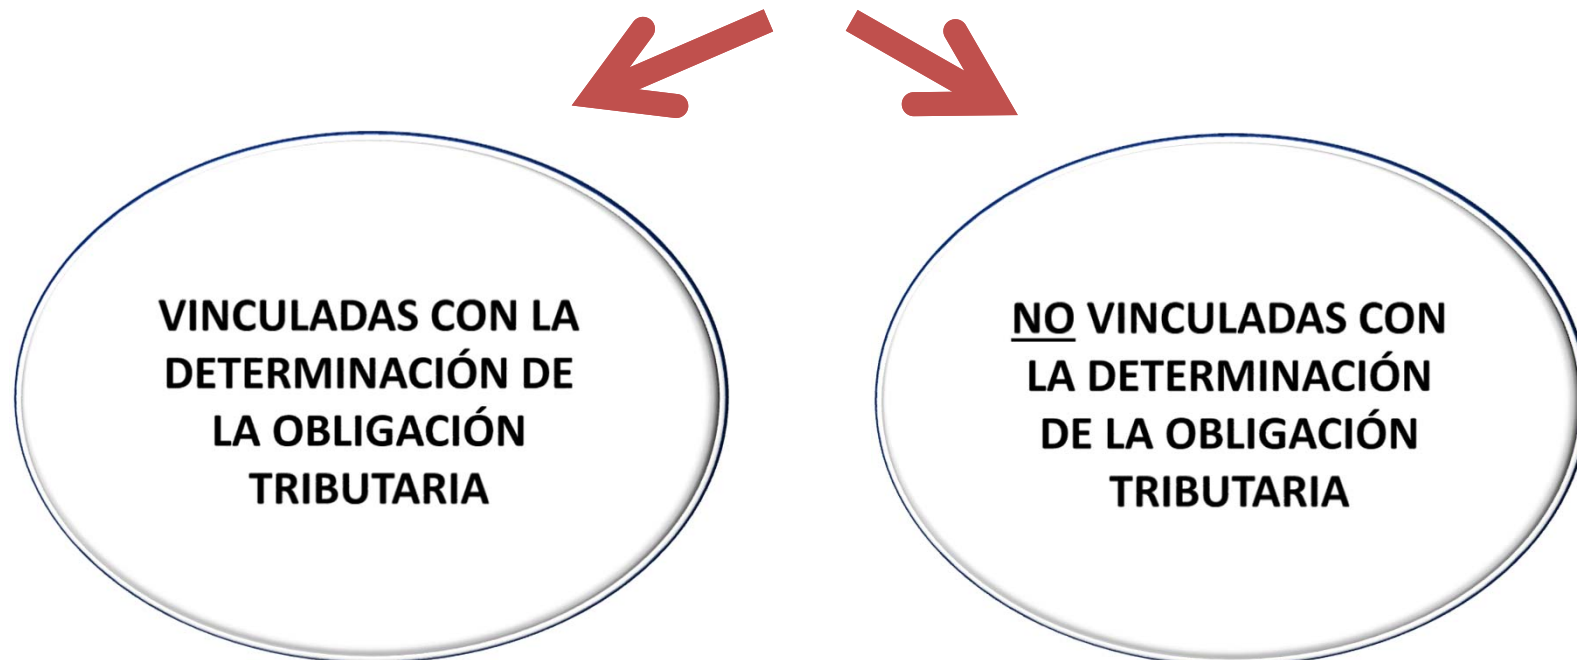 VINCULADAS CON LA
DETERMINACIÓN DE
LA OBLIGACIÓN
TRIBUTARIA
NO VINCULADAS CON
LA DETERMINACIÓN
DE LA OBLIGACIÓN
TRIBUTARIA